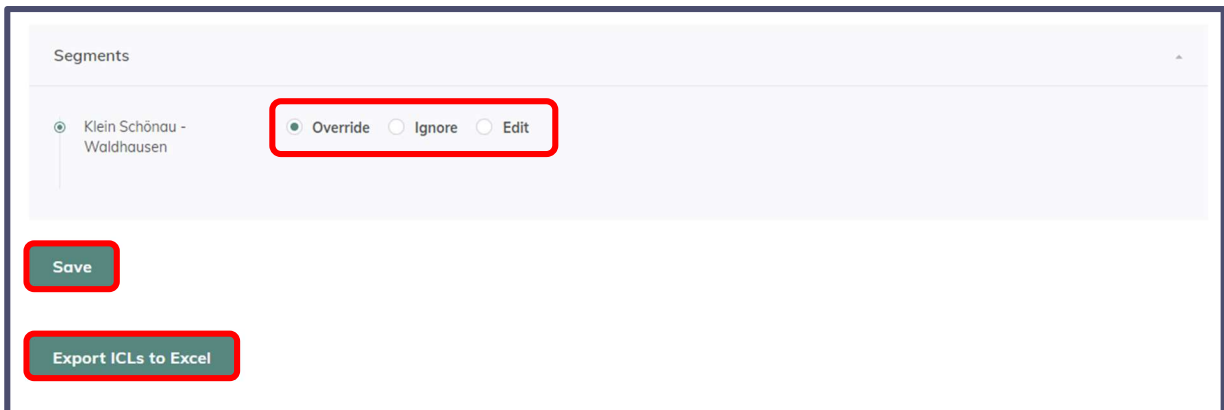 Segments
Klein Schönau -
Waldhausen
Override Ignore Edit
Save
Export ICLs to Excel